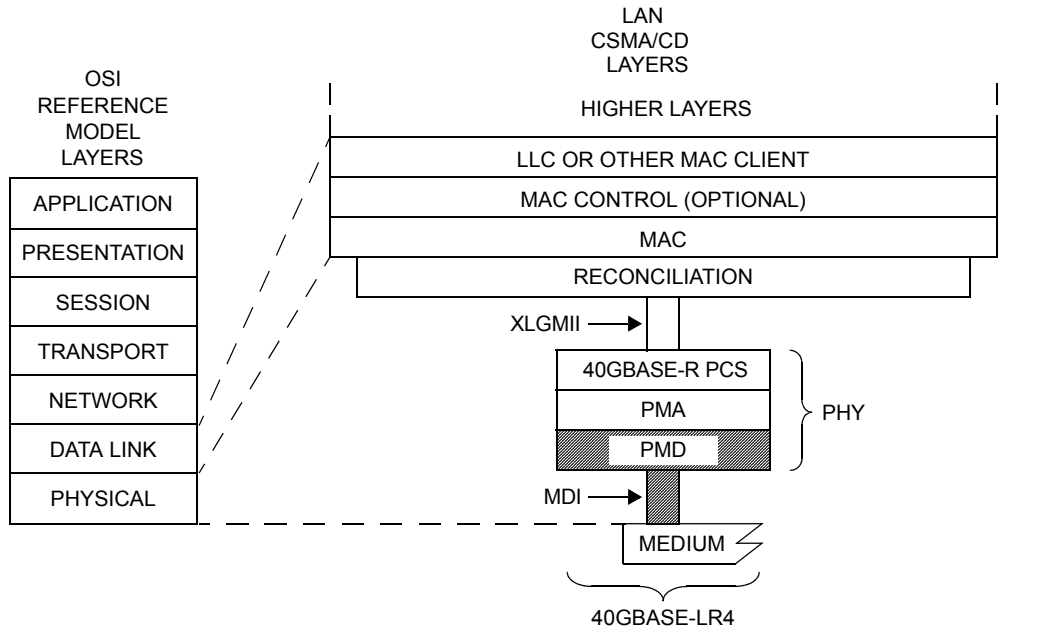 LAN
CSMA/CD
LAYERS
OSI
REFERENCE
MODEL
LAYERS
HIGHER LAYERS
LLC OR OTHER MAC CLIENT
MAC CONTROL (OPTIONAL)
MAC
RECONCILIATION
APPLICATION
PRESENTATION
SESSION
TRANSPORT
NETWORK
DATA LINK
PHYSICAL
XLGMII
40GBASE-R PCS
PMA
PMD
PHY
MDI
MEDIUM
40GBASE-LR4